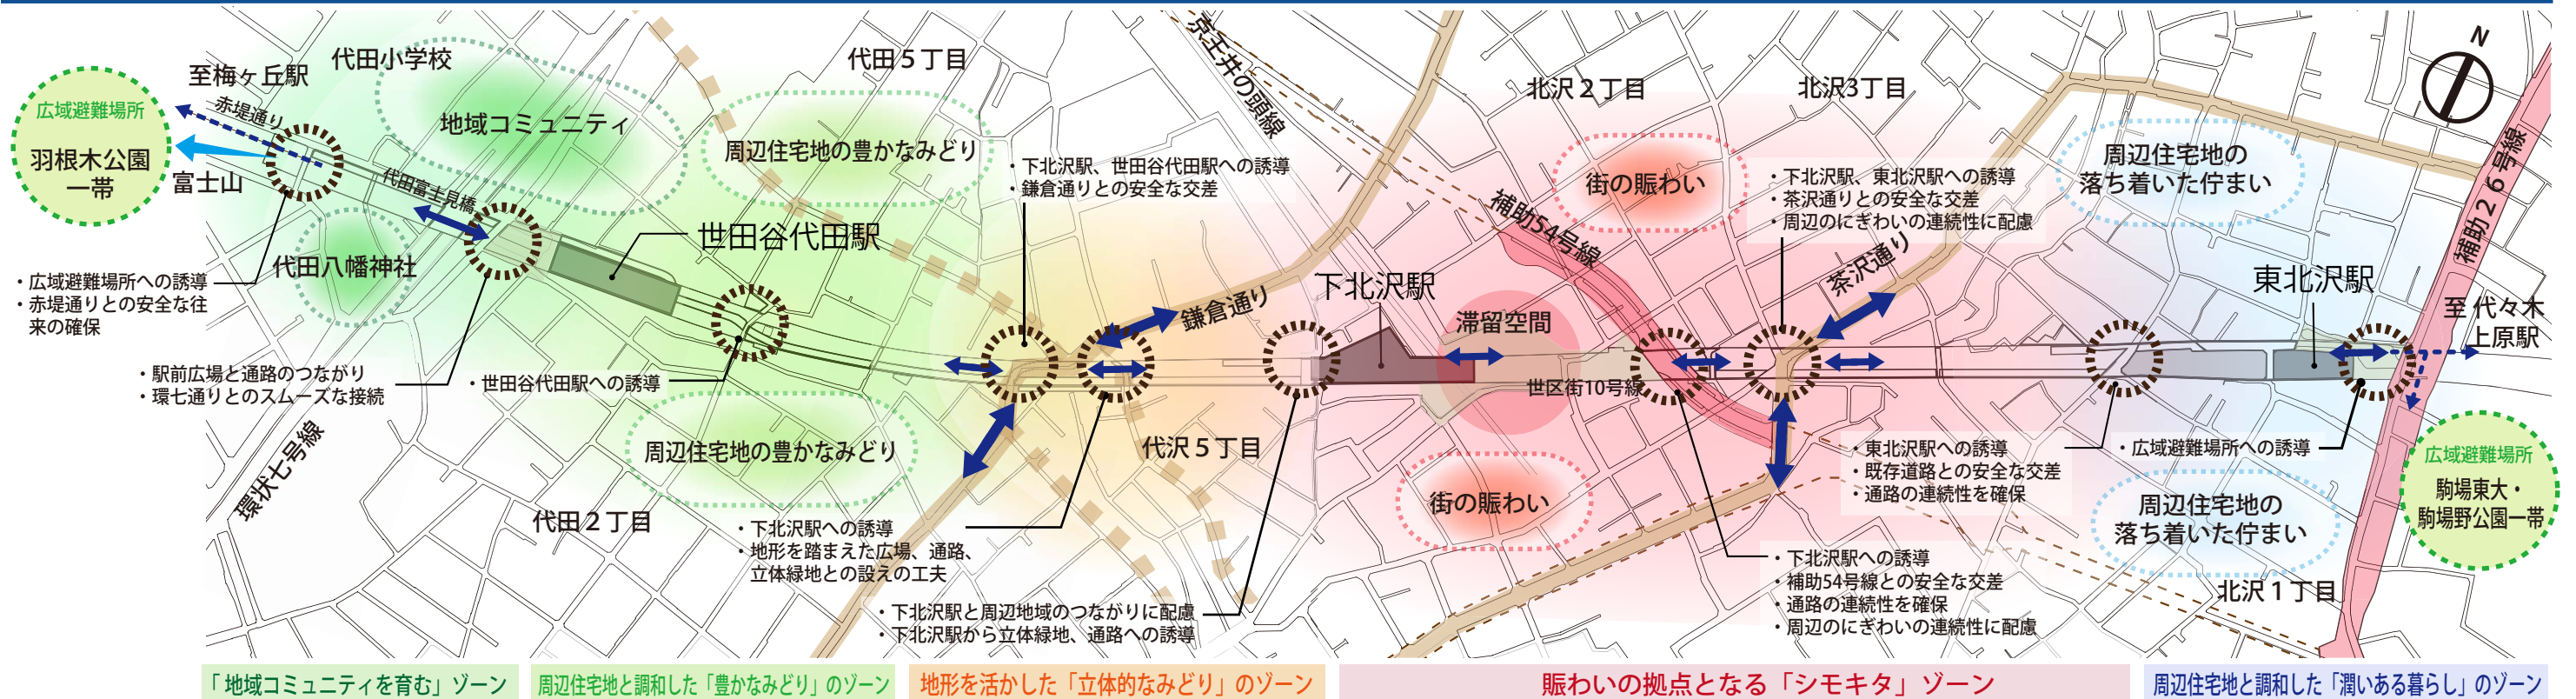 広域避難場所
羽根木公園
一帯
至梅ヶ丘駅
赤堤通り
富士山
代田小学校
地域コミュニティ
代田富士見橋
代田八幡神社
・広域避難場所への誘導
・赤堤通りとの安全な往
来の確保
・駅前広場と通路のつながり
・環七通りとのスムーズな接続
環状七号線
代田５丁目
周辺住宅地の豊かなみどり
世田谷代田駅
・世田谷代田駅への誘導
周辺住宅地の豊かなみどり
代田２丁目
・下北沢駅、世田谷代田駅への誘導
・鎌倉通りとの安全な交差
鎌倉通り
・下北沢駅への誘導
・地形を踏まえた広場、通路、
立体緑地との設えの工夫
代沢５丁目
・下北沢駅と周辺地域のつながりに配慮
・下北沢駅から立体緑地、通路への誘導
京王井の頭線
下北沢駅
滞留空間
世区街10号線
北沢２丁目
街の賑わい
補助54号線
街の賑わい
北沢3丁目
・下北沢駅、東北沢駅への誘導
・茶沢通りとの安全な交差
・周辺のにぎわいの連続性に配慮
茶沢通り
・東北沢駅への誘導
・既存道路との安全な交差
・通路の連続性を確保
・下北沢駅への誘導
・補助54号線との安全な交差
・通路の連続性を確保
・周辺のにぎわいの連続性に配慮
周辺住宅地の
落ち着いた佇まい
東北沢駅
・広域避難場所への誘導
周辺住宅地の
落ち着いた佇まい
北沢１丁目
N
補助２６号線
至 代々木
上原駅
広域避難場所
駒場東大・
駒場野公園一帯
「 地域コミュニティを育む」ゾーン
周辺住宅地と調和した「豊かなみどり」のゾーン
地形を活かした「立体的なみどり」のゾーン
賑わいの拠点となる「シモキタ」ゾーン
周辺住宅地と調和した「潤いある暮らし」のゾーン